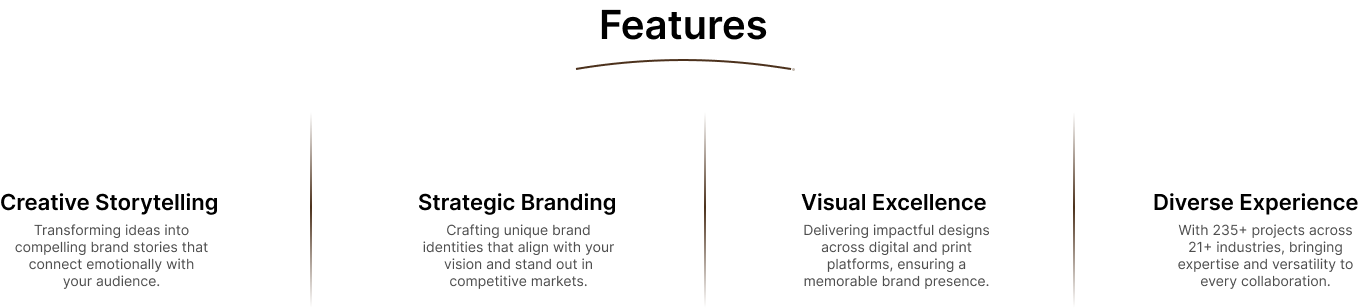 Features
Creative Storytelling
Transforming ideas into
compelling brand stories that
connect emotionally with
your audience.
Strategic Branding
Crafting unique brand
identities that align with your
vision and stand out in
competitive markets.
Visual Excellence
Delivering impactful designs
across digital and print
platforms, ensuring a
memorable brand presence.
Diverse Experience
With 235+ projects across
21+ industries, bringing
expertise and versatility to
every collaboration.